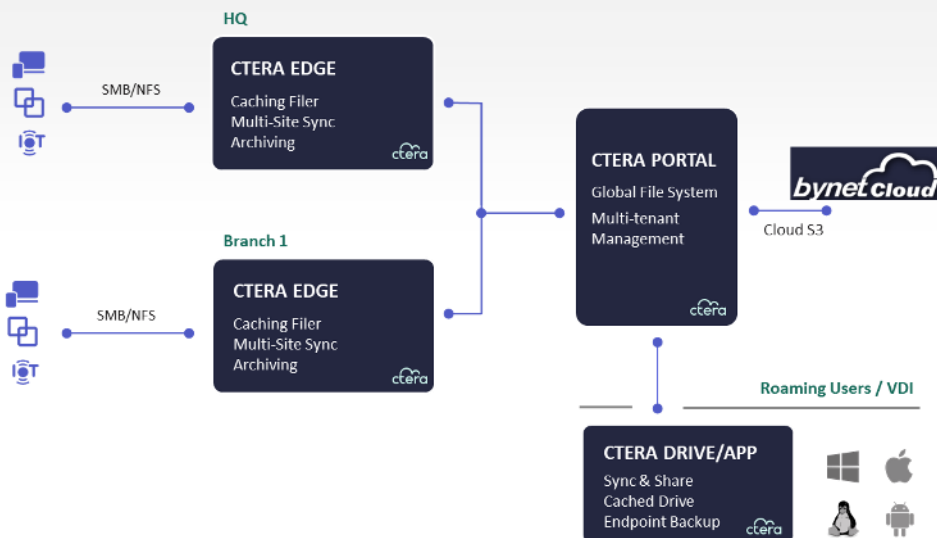 HQ
CTERA EDGE
Caching Filer
Multi-Site Sync
Archiving
ctera
SMB/NFS
IOT
Branch 1
CTERA EDGE
Caching Filer
Multi-Site Sync
Archiving
ctera
SMB/NFS
IOT
CTERA PORTAL
Global File System
Multi-tenant
Management
ctera
bynet Cloud
Cloud S3
Roaming Users / VDI
CTERA DRIVE/APP
Sync & Share
Cached Drive
Endpoint Backup
ctera